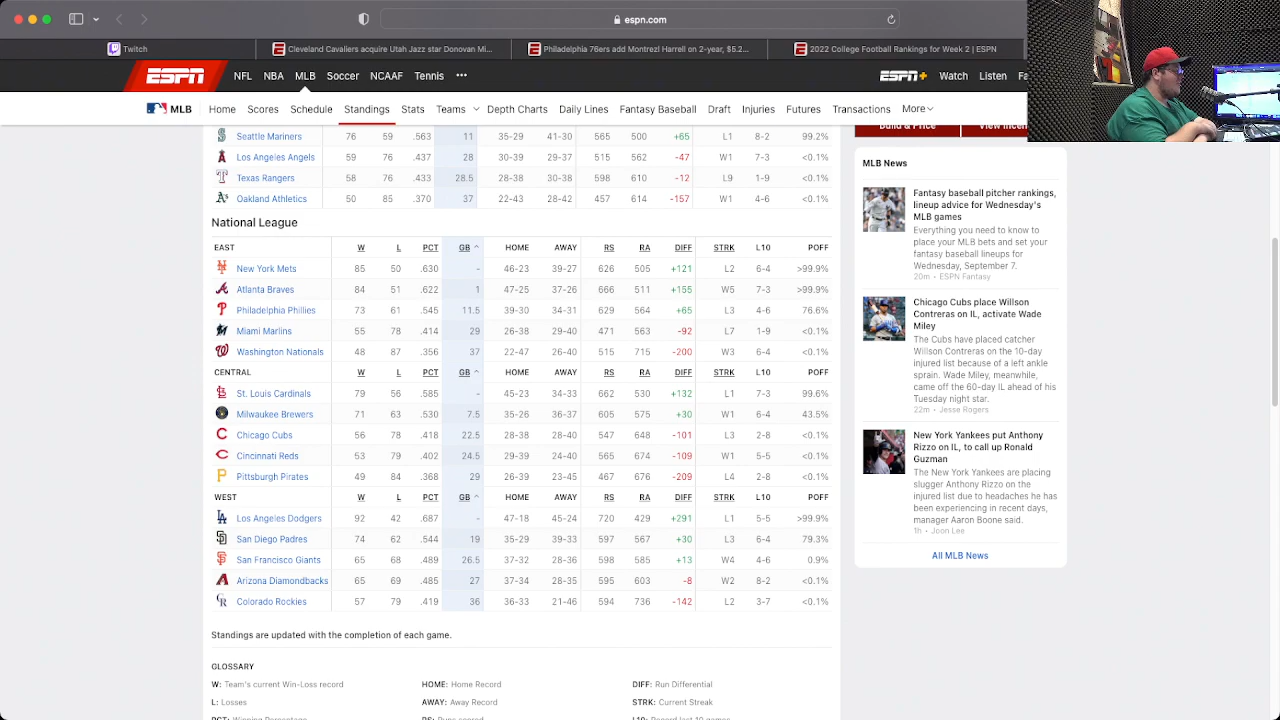 espn.com
Twitch
Cleveland Cavaliers acquire Utah Jazz star Donovan Mi...
Philadelphia 76ers add Montrezl Harrell on 2-year, $5.2...
2022 College Football Rankings for Week 2 | ESPN
ESPN NFL NBA MLB Soccer NCAAF Tennis ••• ESPN+ Watch Listen Fa
MLB Home Scores Schedule Standings Stats Teams Depth Charts Daily Lines Fantasy Baseball Draft Injuries Futures Transactions More
Seattle Mariners 76 59 .563 11 35-29 41-30 565 500 +65 L1 8-2 99.2%
Los Angeles Angels 59 76 .437 28 30-39 29-37 515 562 -47 W1 7-3 <0.1%
Texas Rangers 58 76 .433 28.5 28-38 30-38 598 610 -12 L9 1-9 <0.1%
Oakland Athletics 50 85 .370 37 22-43 28-42 457 614 -157 W1 4-6 <0.1%
National League
EAST W L PCT GB HOME AWAY RS RA DIFF STRK L10 POFF
New York Mets 85 50 .630 - 46-23 39-27 626 505 +121 L2 6-4 >99.9%
Atlanta Braves 84 51 .622 1 47-25 37-26 666 511 +155 W5 7-3 >99.9%
Philadelphia Phillies 73 61 .545 11.5 39-30 34-31 629 564 +65 L3 4-6 76.6%
Miami Marlins 55 78 .414 29 26-38 29-40 471 563 -92 L7 1-9 <0.1%
Washington Nationals 48 87 .356 37 22-47 26-40 515 715 -200 W3 6-4 <0.1%
CENTRAL W L PCT GB HOME AWAY RS RA DIFF STRK L10 POFF
St. Louis Cardinals 79 56 .585 - 45-23 34-33 662 530 +132 L1 7-3 99.6%
Milwaukee Brewers 71 63 .530 7.5 35-26 36-37 605 575 +30 W1 6-4 43.5%
Chicago Cubs 56 78 .418 22.5 28-38 28-40 547 648 -101 L3 2-8 <0.1%
Cincinnati Reds 53 79 .402 24.5 29-39 24-40 565 674 -109 W1 5-5 <0.1%
Pittsburgh Pirates 49 84 .368 29 26-39 23-45 467 676 -209 L4 2-8 <0.1%
WEST W L PCT GB HOME AWAY RS RA DIFF STRK L10 POFF
Los Angeles Dodgers 92 42 .687 - 47-18 45-24 720 429 +291 L1 5-5 >99.9%
San Diego Padres 74 62 .544 19 35-29 39-33 597 567 +30 L3 6-4 79.3%
San Francisco Giants 65 68 .489 26.5 37-32 28-36 598 585 +13 W4 4-6 0.9%
Arizona Diamondbacks 65 69 .485 27 37-34 28-35 595 603 -8 W2 8-2 <0.1%
Colorado Rockies 57 79 .419 36 36-33 21-46 594 736 -142 L2 3-7 <0.1%
Standings are updated with the completion of each game.
GLOSSARY
W: Team's current Win-Loss record HOME: Home Record DIFF: Run Differential
L: Losses AWAY: Away Record STRK: Current Streak
PCT: Winning Percentage RS: Runs scored L10: Record last 10 games
Build & Price
MLB News
Fantasy baseball pitcher rankings,
lineup advice for Wednesday's
MLB games
Everything you need to know to
place your MLB bets and set your
fantasy baseball lineups for
Wednesday, September 7.
20m • ESPN Fantasy
Chicago Cubs place Willson
Contreras on IL, activate Wade
Miley
The Cubs have placed catcher
Willson Contreras on the 10-day
injured list because of a left ankle
sprain. Wade Miley, meanwhile,
came off the 60-day IL ahead of his
Tuesday night star.
22m • Jesse Rogers
New York Yankees put Anthony
Rizzo on IL, to call up Ronald
Guzman
The New York Yankees are placing
slugger Anthony Rizzo on the
injured list due to headaches he has
been experiencing in recent days,
manager Aaron Boone said.
1h • Joon Lee
All MLB News